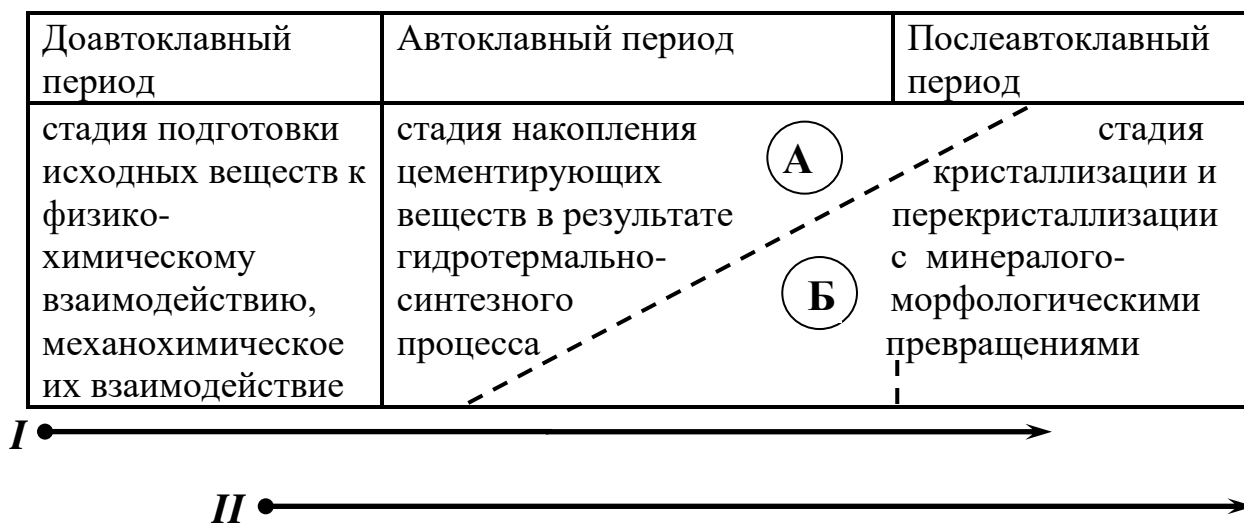 Доавтоклавный
период
Автоклавный период
Послеавтоклавный
период
стадия подготовки
исходных веществ к
физико-
химическому
взаимодействию,
механохимическое
их взаимодействие
стадия накопления
цементирующих
веществ в результате
гидротермально-
синтезного
процесса
А
Б
стадия
кристаллизации и
перекристаллизации
с минералого-
морфологическими
превращениями
I
II